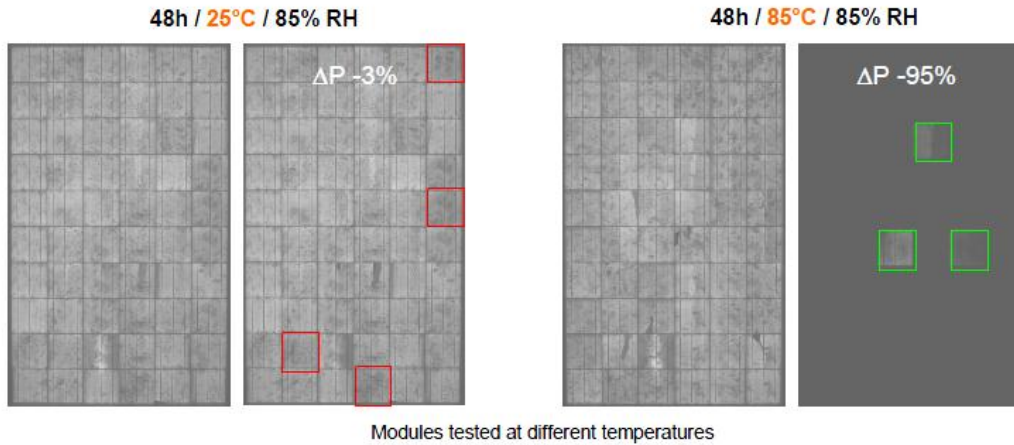 48h / 25°C / 85% RH
48h / 85°C / 85% RH
ΔP -3%
ΔP -95%
Modules tested at different temperatures